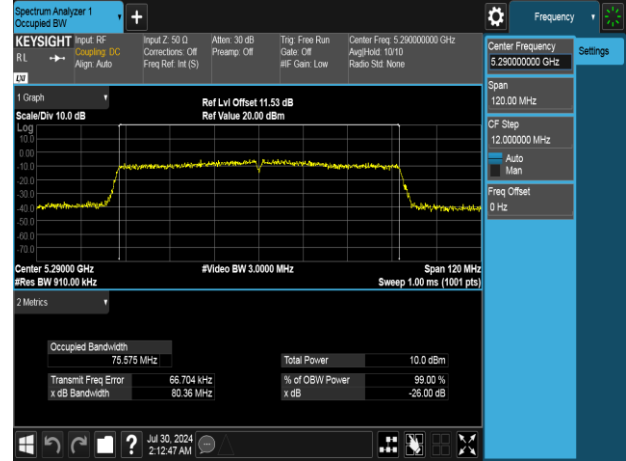 Spectrum Analyzer 1
Occupied BW
Frequency
KEYSIGHT
RL
LXI
Input: RF
Coupling: DC
Align: Auto
Input Z: 50 Ω
Corrections: Off
Freq Ref: Int (S)
Atten: 30 dB
Preamp: Off
Trig: Free Run
Gate: Off
#IF Gain: Low
Center Freq: 5.290000000 GHz
Avg|Hold: 10/10
Radio Std: None
Center Frequency
5.290000000 GHz
Settings
Span
120.00 MHz
CF Step
12.000000 MHz
Auto
Man
Freq Offset
0 Hz
1 Graph
Scale/Div 10.0 dB
Ref Lvl Offset 11.53 dB
Ref Value 20.00 dBm
Log
10.0
0.00
-10.0
-20.0
-30.0
-40.0
-50.0
-60.0
-70.0
Center 5.29000 GHz
#Video BW 3.0000 MHz
Span 120 MHz
#Res BW 910.00 kHz
Sweep 1.00 ms (1001 pts)
2 Metrics
Occupied Bandwidth
75.575 MHz
Total Power 10.0 dBm
Transmit Freq Error 66.704 kHz
% of OBW Power 99.00 %
x dB Bandwidth 80.36 MHz
x dB -26.00 dB
?
Jul 30, 2024
2:12:47 AM